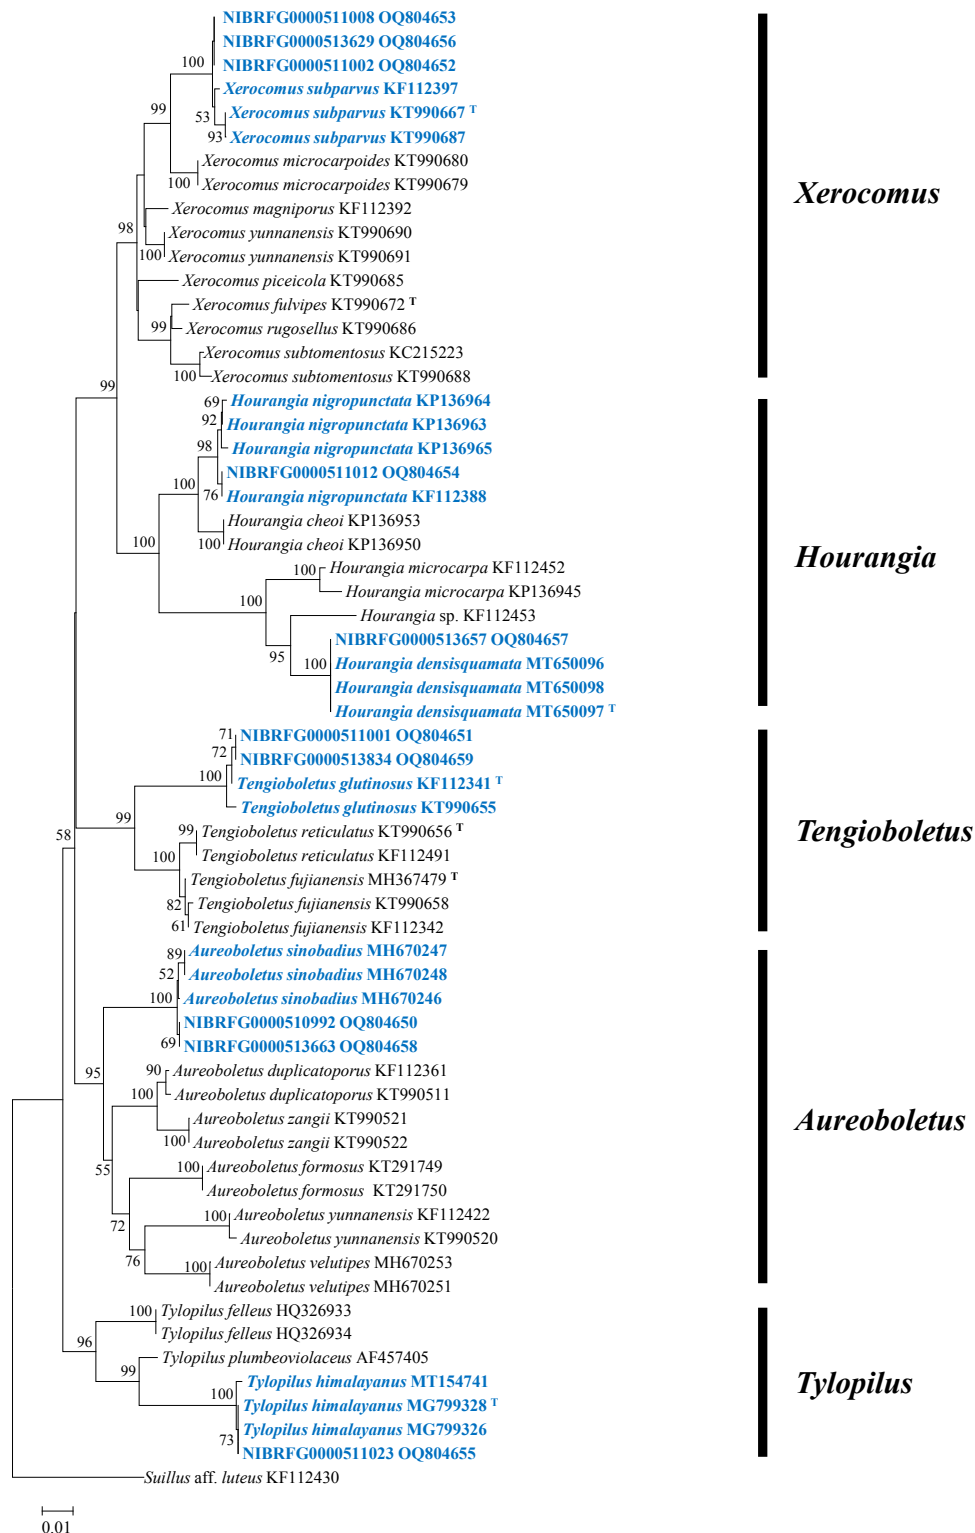 NIBRFG0000511008 OQ804653
NIBRFG0000513629 OQ804656
NIBRFG0000511002 OQ804652
100
Xerocomus subparvus KF112397
99
53
Xerocomus subparvus KT990667 T
93
Xerocomus subparvus KT990687
Xerocomus microcarpoides KT990680
100
Xerocomus microcarpoides KT990679
Xerocomus
Xerocomus magniporus KF112392
98
Xerocomus yunnanensis KT990690
100
Xerocomus yunnanensis KT990691
Xerocomus piceicola KT990685
Xerocomus fulvipes KT990672 T
99
Xerocomus rugosellus KT990686
Xerocomus subtomentosus KC215223
100
Xerocomus subtomentosus KT990688
99
69
Hourangia nigropunctata KP136964
92
Hourangia nigropunctata KP136963
98
Hourangia nigropunctata KP136965
NIBRFG0000511012 OQ804654
100
76
Hourangia nigropunctata KF112388
Hourangia cheoi KP136953
100
100
Hourangia cheoi KP136950
Hourangia
100
Hourangia microcarpa KF112452
Hourangia microcarpa KP136945
100
Hourangia sp. KF112453
NIBRFG0000513657 OQ804657
95
100
Hourangia densisquamata MT650096
Hourangia densisquamata MT650098
Hourangia densisquamata MT650097 T
71
NIBRFG0000511001 OQ804651
72
NIBRFG0000513834 OQ804659
100
Tengioboletus glutinosus KF112341 T
Tengioboletus glutinosus KT990655
99
58
99
Tengioboletus reticulatus KT990656 T
Tengioboletus
100
Tengioboletus reticulatus KF112491
Tengioboletus fujianensis MH367479 T
82
Tengioboletus fujianensis KT990658
61
Tengioboletus fujianensis KF112342
89
Aureoboletus sinobadius MH670247
52
Aureoboletus sinobadius MH670248
100
Aureoboletus sinobadius MH670246
NIBRFG0000510992 OQ804650
69
NIBRFG0000513663 OQ804658
95
90
Aureoboletus duplicatoporus KF112361
100
Aureoboletus duplicatoporus KT990511
Aureoboletus zangii KT990521
Aureoboletus
100
Aureoboletus zangii KT990522
55
100
Aureoboletus formosus KT291749
Aureoboletus formosus KT291750
72
100
Aureoboletus yunnanensis KF112422
Aureoboletus yunnanensis KT990520
76
100
Aureoboletus velutipes MH670253
Aureoboletus velutipes MH670251
100
Tylopilus felleus HQ326933
Tylopilus felleus HQ326934
96
Tylopilus plumbeoviolaceus AF457405
99
Tylopilus himalayanus MT154741
Tylopilus
100
Tylopilus himalayanus MG799328 T
Tylopilus himalayanus MG799326
73
NIBRFG0000511023 OQ804655
Suillus aff. luteus KF112430
0.01